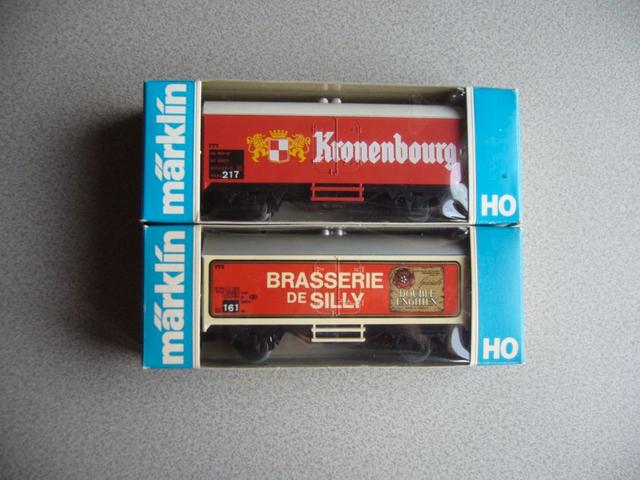 märklin
Kronenbourg
217
HO
märklin
BRASSERIE
DE SILLY
161
DOUBLE
ENGHIEN
HO